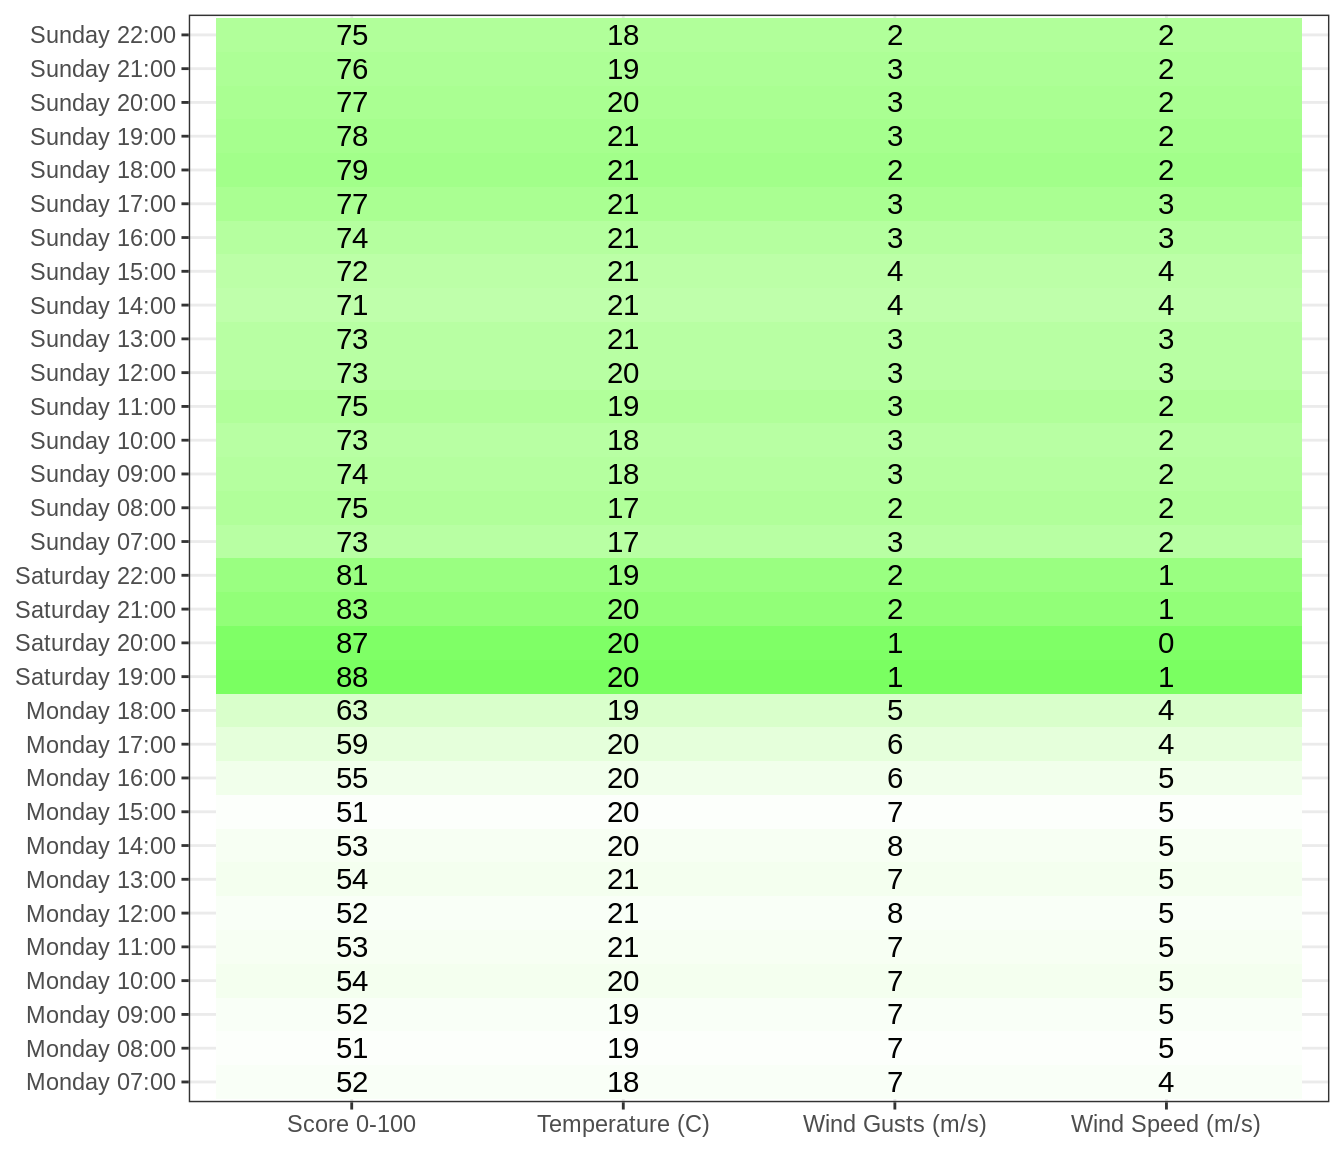 Sunday 22:00 75 18 2 2
Sunday 21:00 76 19 3 2
Sunday 20:00 77 20 3 2
Sunday 19:00 78 21 3 2
Sunday 18:00 79 21 2 2
Sunday 17:00 77 21 3 3
Sunday 16:00 74 21 3 3
Sunday 15:00 72 21 4 4
Sunday 14:00 71 21 4 4
Sunday 13:00 73 21 3 3
Sunday 12:00 73 20 3 3
Sunday 11:00 75 19 3 2
Sunday 10:00 73 18 3 2
Sunday 09:00 74 18 3 2
Sunday 08:00 75 17 2 2
Sunday 07:00 73 17 3 2
Saturday 22:00 81 19 2 1
Saturday 21:00 83 20 2 1
Saturday 20:00 87 20 1 0
Saturday 19:00 88 20 1 1
Monday 18:00 63 19 5 4
Monday 17:00 59 20 6 4
Monday 16:00 55 20 6 5
Monday 15:00 51 20 7 5
Monday 14:00 53 20 8 5
Monday 13:00 54 21 7 5
Monday 12:00 52 21 8 5
Monday 11:00 53 21 7 5
Monday 10:00 54 20 7 5
Monday 09:00 52 19 7 5
Monday 08:00 51 19 7 5
Monday 07:00 52 18 7 4
Score 0-100 Temperature (C) Wind Gusts (m/s) Wind Speed (m/s)